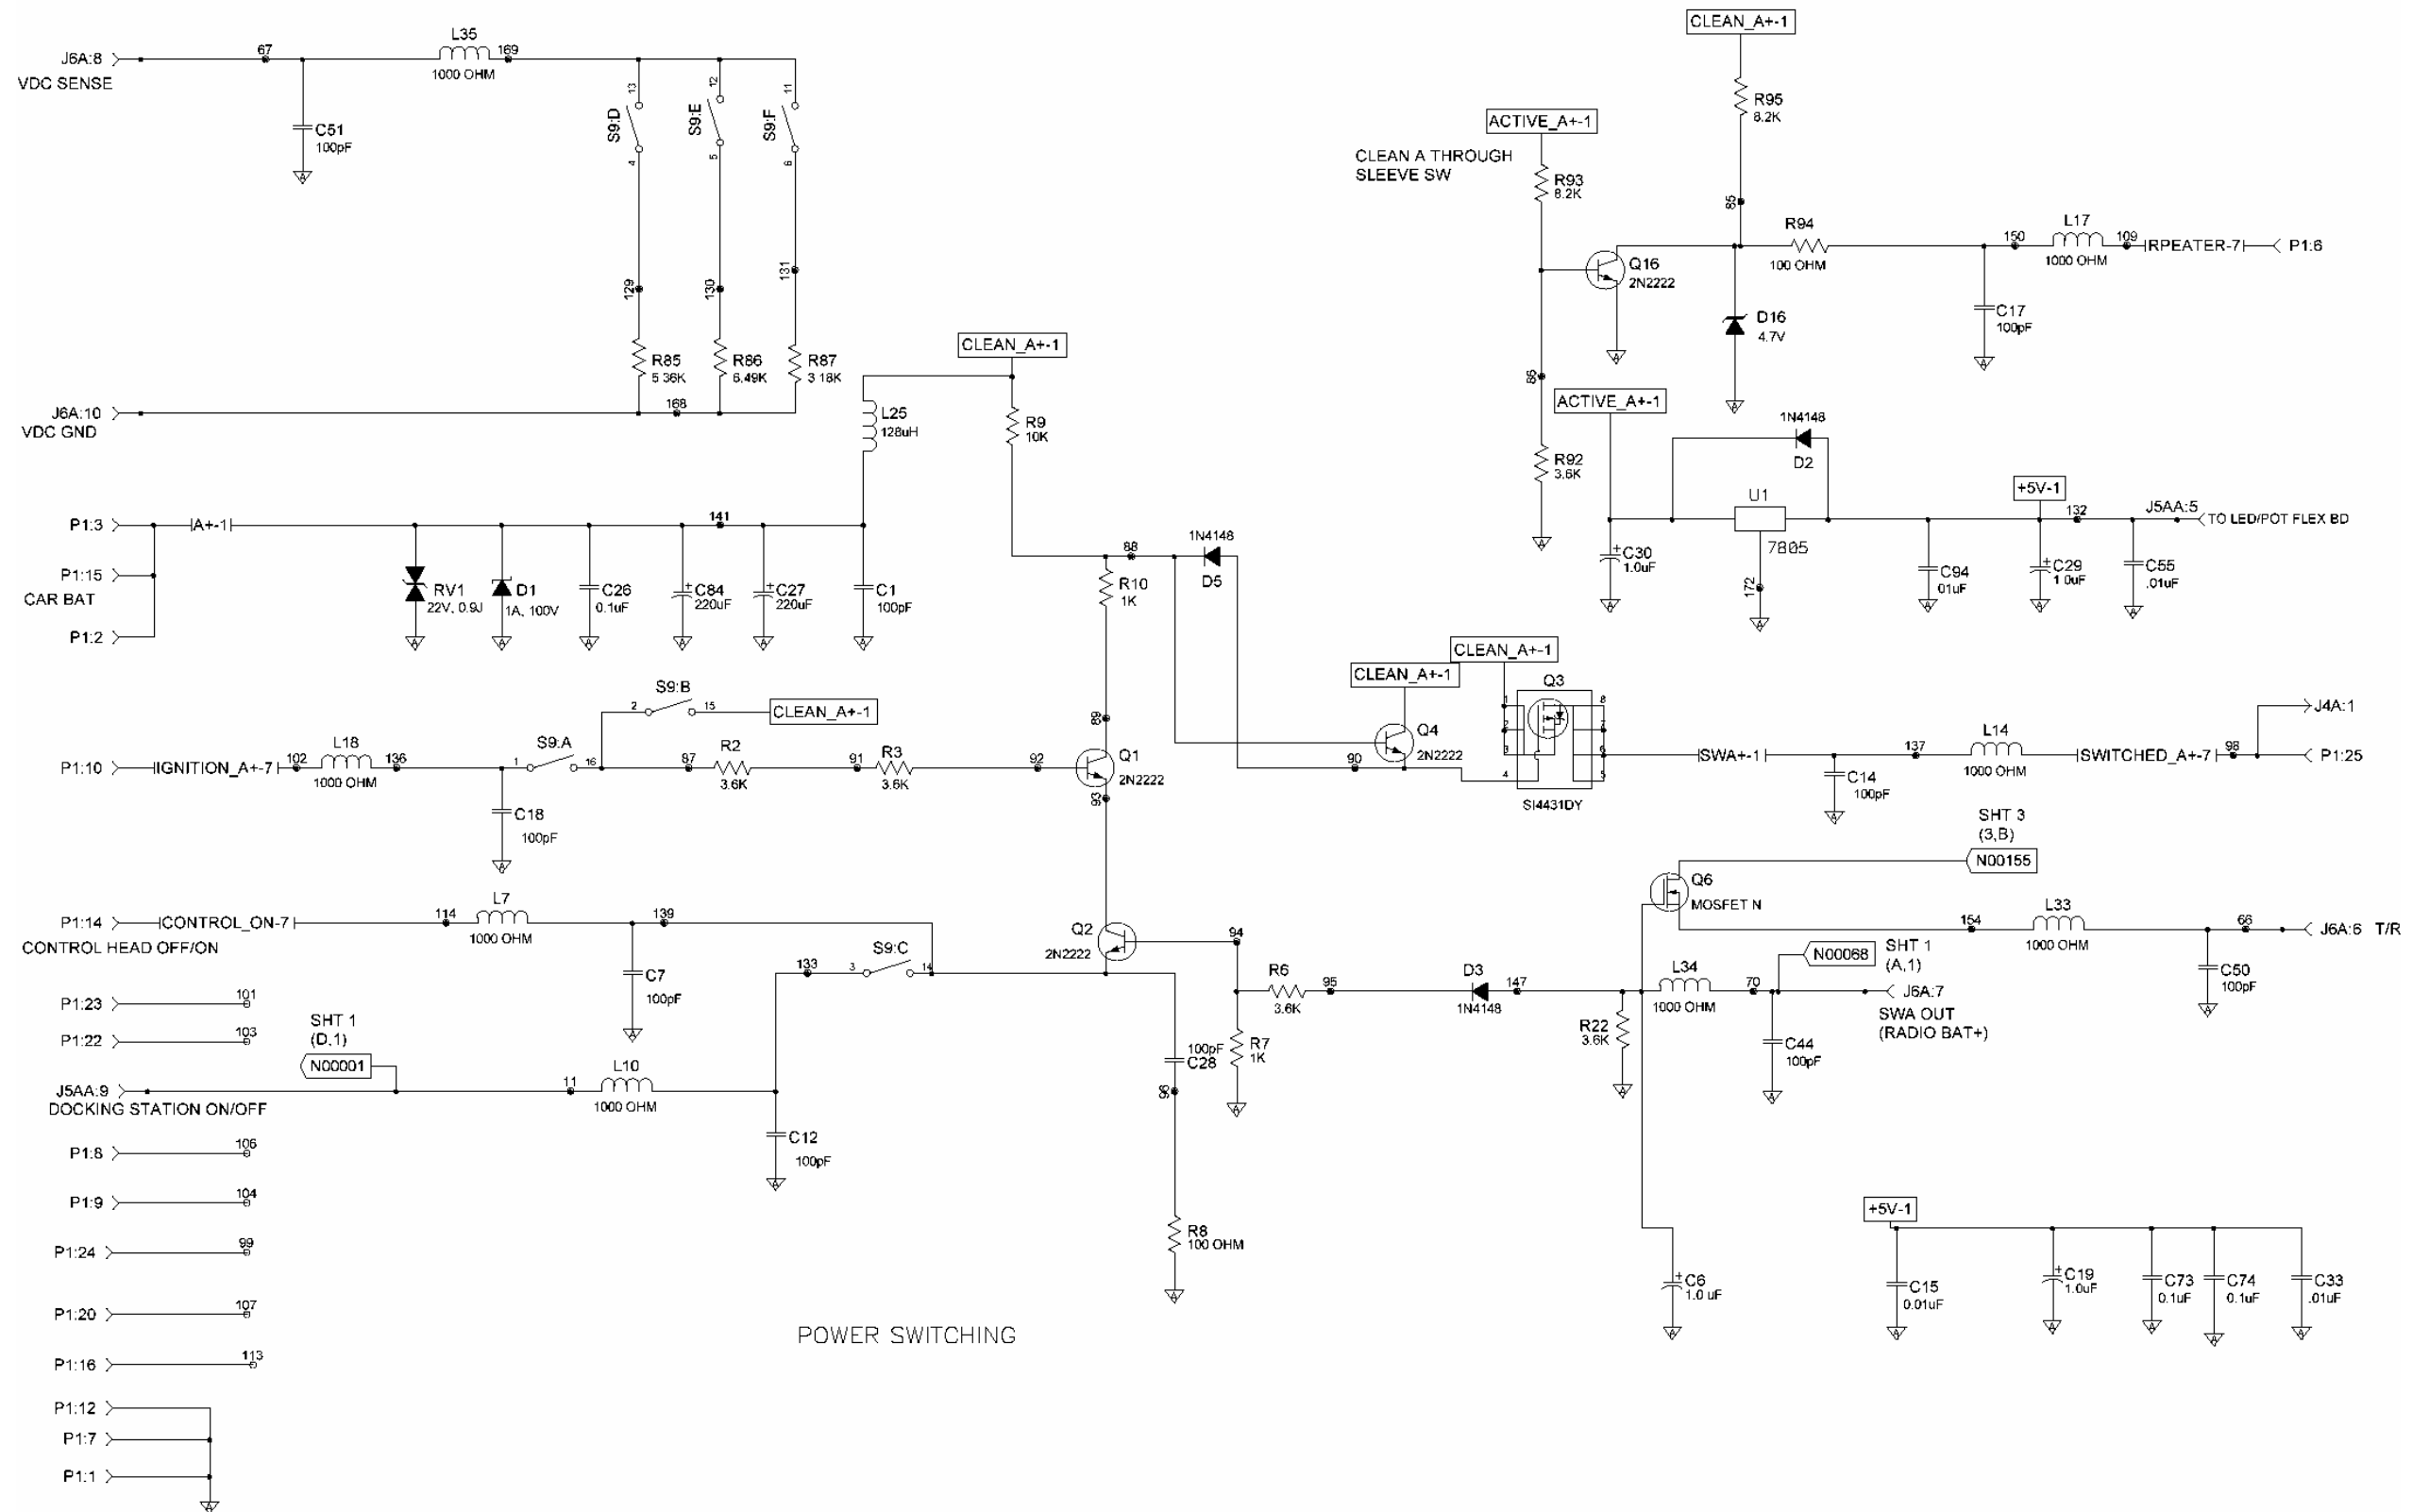 J6A:8
VDC SENSE
67
L35
1000 OHM
169
C51
100pF
13
S9:D
4
12
S9:E
5
11
S9:F
6
129
130
131
R85
5 36K
R86
6.49K
R87
3 18K
J6A:10
VDC GND
168
L25
128uH
CLEAN_A+-1
R9
10K
P1:3
A+-1
P1:15
CAR BAT
P1:2
141
RV1
22V, 0.9J
D1
1A, 100V
C26
0.1uF
+
C84
220uF
+
C27
220uF
C1
100pF
CLEAN_A+-1
R95
8.2K
85
ACTIVE_A+-1
CLEAN A THROUGH
SLEEVE SW
R93
8.2K
Q16
2N2222
R94
100 OHM
150
L17
1000 OHM
109
RPEATER-7
P1:6
D16
4.7V
C17
100pF
86
R92
3.6K
ACTIVE_A+-1
1N4148
D2
U1
7805
172
+
C30
1.0uF
C94
01uF
+5V-1
132
J5AA:5
TO LED/POT FLEX BD
+
C29
1 0uF
C55
.01uF
88
1N4148
D5
R10
1K
89
CLEAN_A+-1
CLEAN_A+-1
Q4
2N2222
90
Q3
1
2
3
4
8
7
6
5
SI4431DY
SWA+-1
C14
100pF
137
L14
1000 OHM
SWITCHED_A+-7
98
J4A:1
P1:25
S9:B
2
15
CLEAN_A+-1
P1:10
IGNITION_A+-7
102
L18
1000 OHM
136
1
S9:A
16
87
R2
3.6K
91
R3
3.6K
92
Q1
2N2222
93
C18
100pF
P1:14
CONTROL_ON-7
CONTROL HEAD OFF/ON
114
L7
1000 OHM
139
C7
100pF
133
3
S9:C
14
Q2
2N2222
94
R6
3.6K
95
D3
1N4148
147
R7
1K
100pF
C28
96
R8
100 OHM
R22
3.6K
L34
1000 OHM
70
N00068
SHT 1
(A,1)
J6A:7
SWA OUT
(RADIO BAT+)
C44
100pF
Q6
MOSFET N
SHT 3
(3,B)
N00155
154
L33
1000 OHM
66
J6A:6 T/R
C50
100pF
+
C6
1.0 uF
P1:23
101
P1:22
103
SHT 1
(D,1)
N00001
J5AA:9
DOCKING STATION ON/OFF
11
L10
1000 OHM
C12
100pF
P1:8
106
P1:9
104
P1:24
99
P1:20
107
P1:16
113
P1:12
P1:7
P1:1
+5V-1
C15
0.01uF
+
C19
1.0uF
C73
0.1uF
C74
0.1uF
C33
.01uF
POWER SWITCHING